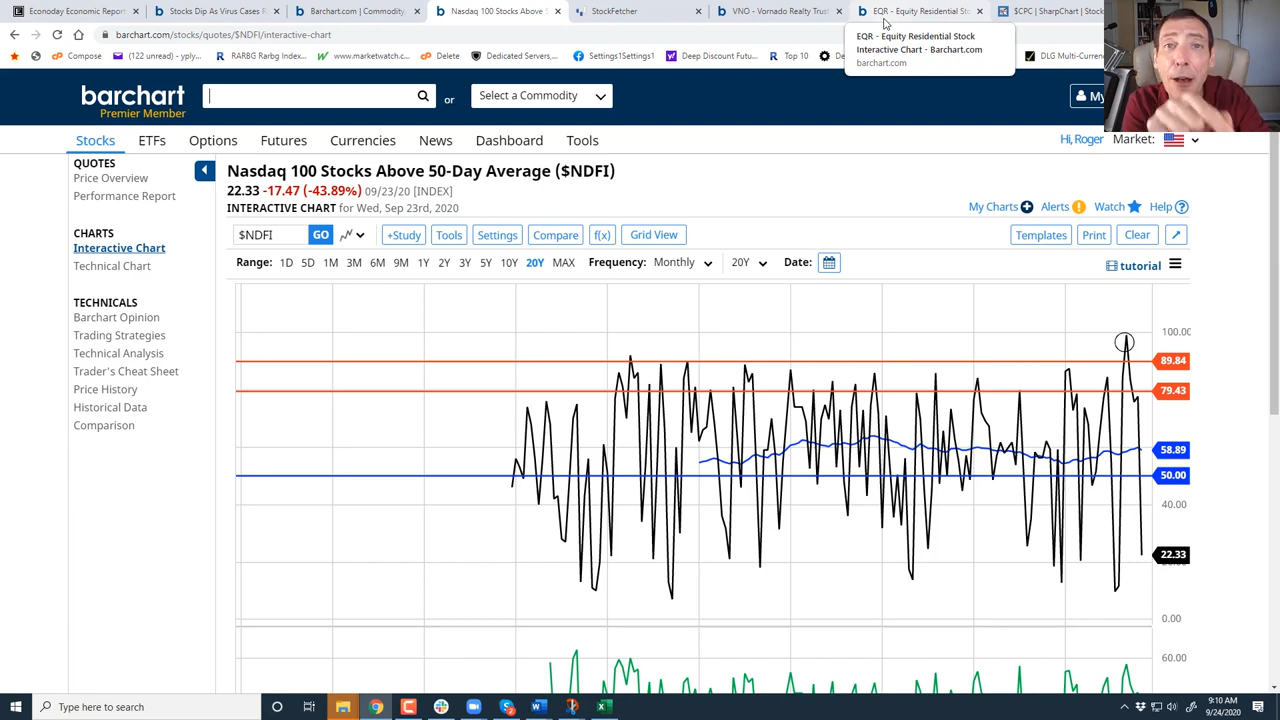 Econoday Economic Report
Stocks Dip As Virus Cases R
Barchart.com | Commodity
Nasdaq 100 Stocks Above 5
StockFetcher
VNO - Vornado Realty Trust
EQR - Equity Residential Sto
$CPC | SharpChart | Stock
barchart.com/stocks/quotes/$NDFI/interactive-chart
EQR - Equity Residential Stock
Interactive Chart - Barchart.com
barchart.com
Compose
(122 unread) - yply...
RARBG Rarbg Index...
www.marketwatch.c...
DLG
Dedicated Servers,...
Settings1Settings1
Deep Discount Futu...
Top 10
De
DLG Multi-Curren
barchart
Premier Member
or
Select a Commodity
My
Stocks
ETFs
Options
Futures
Currencies
News
Dashboard
Tools
Hi, Roger
Market:
QUOTES
Price Overview
Performance Report
CHARTS
Interactive Chart
Technical Chart
TECHNICALS
Barchart Opinion
Trading Strategies
Technical Analysis
Trader's Cheat Sheet
Price History
Historical Data
Comparison
Nasdaq 100 Stocks Above 50-Day Average ($NDFI)
22.33 -17.47 (-43.89%) 09/23/20 [INDEX]
INTERACTIVE CHART for Wed, Sep 23rd, 2020
My Charts
Alerts
Watch
Help
$NDFI
GO
+Study
Tools
Settings
Compare
f(x)
Grid View
Templates
Print
Clear
Range: 1D 5D 1M 3M 6M 9M 1Y 2Y 3Y 5Y 10Y 20Y MAX
Frequency: Monthly
20Y
Date:
tutorial
100.00
89.84
79.43
58.89
50.00
40.00
22.33
0.00
60.00
Type here to search
9:10 AM
9/24/2020